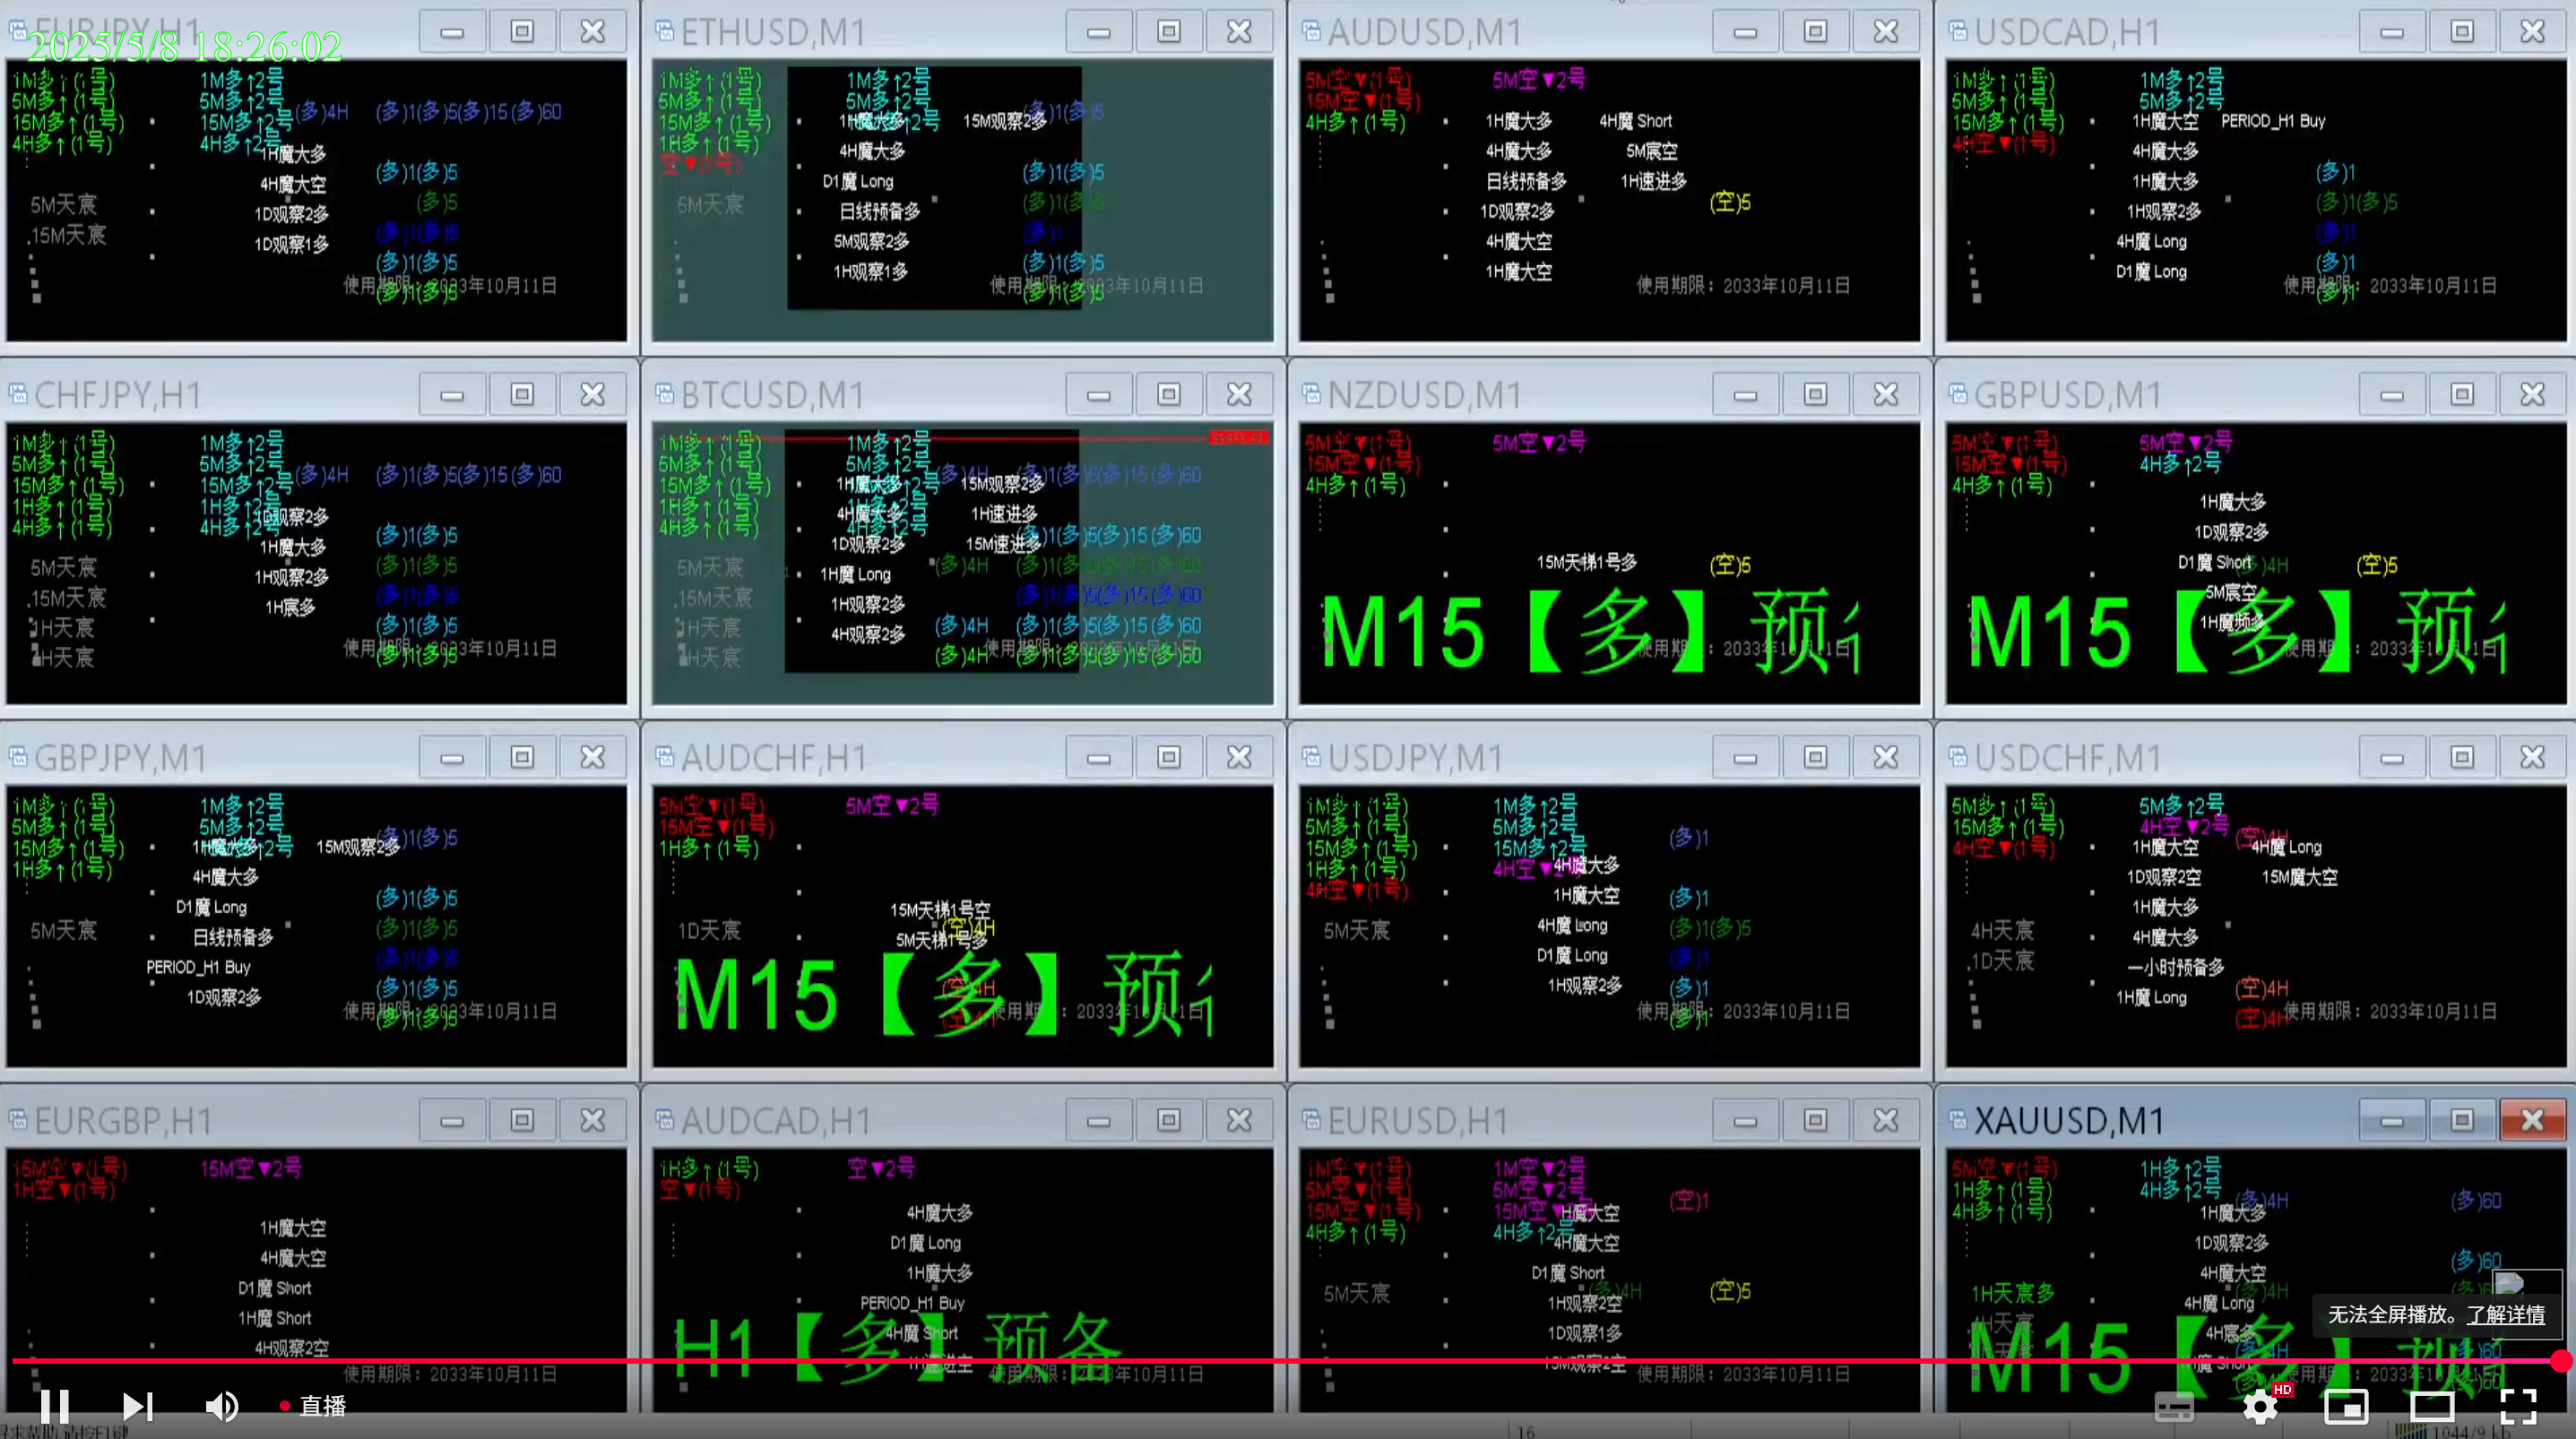 2025/5/8 18:26:02
EURJPY,H1
1M多↑(1号)
5M多↑(1号)
15M多↑(1号)
4H多↑(1号)
1M多↑2号
5M多↑2号
15M多↑2号
4H多↑2号
(多)4H (多)1(多)5(多)15(多)60
1H魔大多
4H魔大空
1D观察2多
1D观察1多
(多)1(多)5
(多)5
(多)1(多)5
(多)1(多)5
(多)1(多)5
5M天宸
.15M天宸
使用期限：2033年10月11日
ETHUSD,M1
1M多↑(1号)
5M多↑(1号)
15M多↑(1号)
1H多↑(1号)
空▼(1号)
1M多↑2号
5M多↑2号
1H魔大多
4H魔大多
D1魔 Long
日线预备多
5M观察2多
1H观察1多
15M观察2多
(多)1(多)5
(多)1(多)5
(多)1(多)5
(多)1
(多)1(多)5
(多)1(多)5
5M天宸
使用期限：2033年10月11日
AUDUSD,M1
5M空▼(1号)
15M空▼(1号)
4H多↑(1号)
5M空▼2号
1H魔大多
4H魔大多
日线预备多
1D观察2多
4H魔大空
1H魔大空
4H魔 Short
5M宸空
1H速进多
(空)5
使用期限：2033年10月11日
USDCAD,H1
1M多↑(1号)
5M多↑(1号)
15M多↑(1号)
4H空▼(1号)
1M多↑2号
5M多↑2号
1H魔大空
4H魔大多
1H魔大多
1H观察2多
4H魔 Long
D1魔 Long
PERIOD_H1 Buy
(多)1
(多)1(多)5
(多)1
(多)1
(多)1
使用期限：2033年10月11日
CHFJPY,H1
1M多↑(1号)
5M多↑(1号)
15M多↑(1号)
1H多↑(1号)
4H多↑(1号)
1M多↑2号
5M多↑2号
15M多↑2号
1H多↑2号
4H多↑2号
(多)4H (多)1(多)5(多)15(多)60
1D观察2多
1H魔大多
1H观察2多
1H宸多
(多)1(多)5
(多)1(多)5
(多)1(多)5
(多)1(多)5
(多)1(多)5
5M天宸
.15M天宸
1H天宸
4H天宸
使用期限：2033年10月11日
BTCUSD,M1
1M多↑(1号)
5M多↑(1号)
15M多↑(1号)
1H多↑(1号)
4H多↑(1号)
1M多↑2号
5M多↑2号
1H魔大多
4H魔大多
1D观察2多
1H魔 Long
1H观察2多
4H观察2多
15M观察2多
1H速进多
15M速进多
(多)4H (多)1(多)5(多)15(多)60
(多)1(多)5(多)15(多)60
(多)4H (多)1(多)5(多)15(多)60
(多)1(多)5(多)15(多)60
(多)4H (多)1(多)5(多)15(多)60
(多)4H (多)1(多)5(多)15(多)60
5M天宸
.15M天宸
1H天宸
4H天宸
NZDUSD,M1
5M空▼(1号)
15M空▼(1号)
4H多↑(1号)
5M空▼2号
15M天梯1号多
(空)5
M15【多】预
使用期限：2033年10月11日
GBPUSD,M1
5M空▼(1号)
15M空▼(1号)
4H多↑(1号)
5M空▼2号
4H多↑2号
1H魔大多
1D观察2多
D1魔 Short
5M宸空
(多)4H
(空)5
M15【多】预
使用期限：2033年10月11日
GBPJPY,M1
1M多↑(1号)
5M多↑(1号)
15M多↑(1号)
1H多↑(1号)
1M多↑2号
5M多↑2号
1H魔大多
4H魔大多
D1魔 Long
日线预备多
PERIOD_H1 Buy
1D观察2多
15M观察2多
(多)1(多)5
(多)1(多)5
(多)1(多)5
(多)1(多)5
(多)1(多)5
(多)1(多)5
5M天宸
使用期限：2033年10月11日
AUDCHF,H1
5M空▼(1号)
15M空▼(1号)
1H多↑(1号)
5M空▼2号
15M天梯1号空
5M天梯1号多
(空)4H
(空)4H
(空)4H
1D天宸
M15【多】预
使用期限：2033年10月11日
USDJPY,M1
1M多↑(1号)
5M多↑(1号)
15M多↑(1号)
1H多↑(1号)
4H空▼(1号)
1M多↑2号
5M多↑2号
15M多↑2号
4H空▼2号
4H魔大多
1H魔大空
4H魔 Long
D1魔 Long
1H观察2多
(多)1
(多)1
(多)1(多)5
(多)1
(多)1
(多)1
5M天宸
使用期限：2033年10月11日
USDCHF,M1
5M多↑(1号)
15M多↑(1号)
4H空▼(1号)
5M多↑2号
4H空▼2号
1H魔大空
1D观察2空
1H魔大多
4H魔大多
一小时预备多
1H魔 Long
(空)4H
4H魔 Long
15M魔大空
(空)4H
(空)4H
4H天宸
.1D天宸
使用期限：2033年10月11日
EURGBP,H1
15M空▼(1号)
1H空▼(1号)
15M空▼2号
1H魔大空
4H魔大空
D1魔 Short
1H魔 Short
4H观察2空
使用期限：2033年10月11日
AUDCAD,H1
1H多↑(1号)
空▼(1号)
空▼2号
4H魔大多
D1魔 Long
1H魔大多
PERIOD_H1 Buy
4H魔 Short
1H速进空
H1【多】预备
使用期限：2033年10月11日
EURUSD,H1
1M空▼(1号)
5M空▼(1号)
15M空▼(1号)
4H多↑(1号)
1M空▼2号
5M空▼2号
15M空▼2号
4H多↑2号
1H魔大空
4H魔大空
D1魔 Short
1H观察2空
1D观察1多
15M观察2空
(空)1
(多)4H
(空)5
5M天宸
使用期限：2033年10月11日
XAUUSD,M1
5M空▼(1号)
1H多↑(1号)
4H多↑(1号)
1H多↑2号
4H多↑2号
1H魔大多
1D观察2多
4H魔大空
4H魔 Long
4H宸多
(多)4H
(多)60
(多)60
(多)4H
1H天宸多
M15【多】预
无法全屏播放。了解详情
直播
HD
16
1044/9 kb